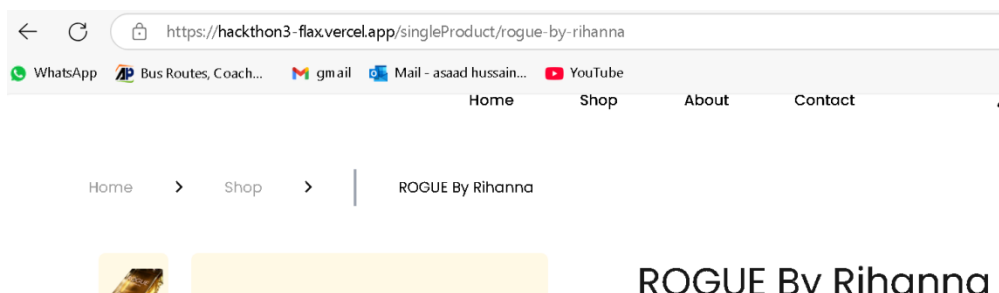 https://hackthon3-flax.vercel.app/singleProduct/rogue-by-rihanna
WhatsApp Bus Routes, Coach... gmail Mail - asaad hussain... YouTube
Home Shop About Contact
Home > Shop > ROGUE By Rihanna
ROGUE By Rihanna